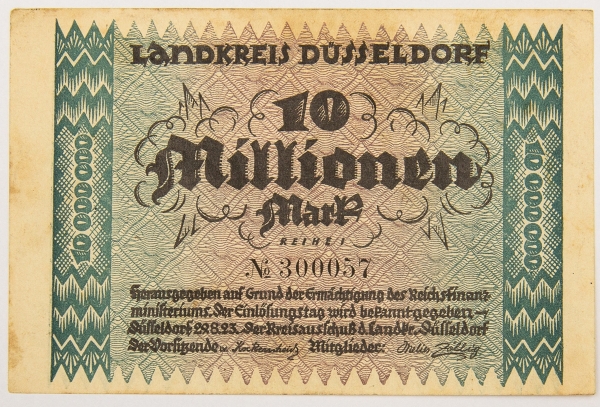 LANDKREIS DÜSSELDORF
10
Millionen
Mark
REIHE 1
№ 300057
10 000 000
10 000 000
Herausgegeben auf Grund der Ermächtigung des Reichsfinanz-
ministeriums. Der Einlösungstag wird bekanntgegeben –
Düsseldorf 29.8.23. Der Kreisausschuß d. Landkr. Düsseldorf
Der Vorsitzende Mitglieder: